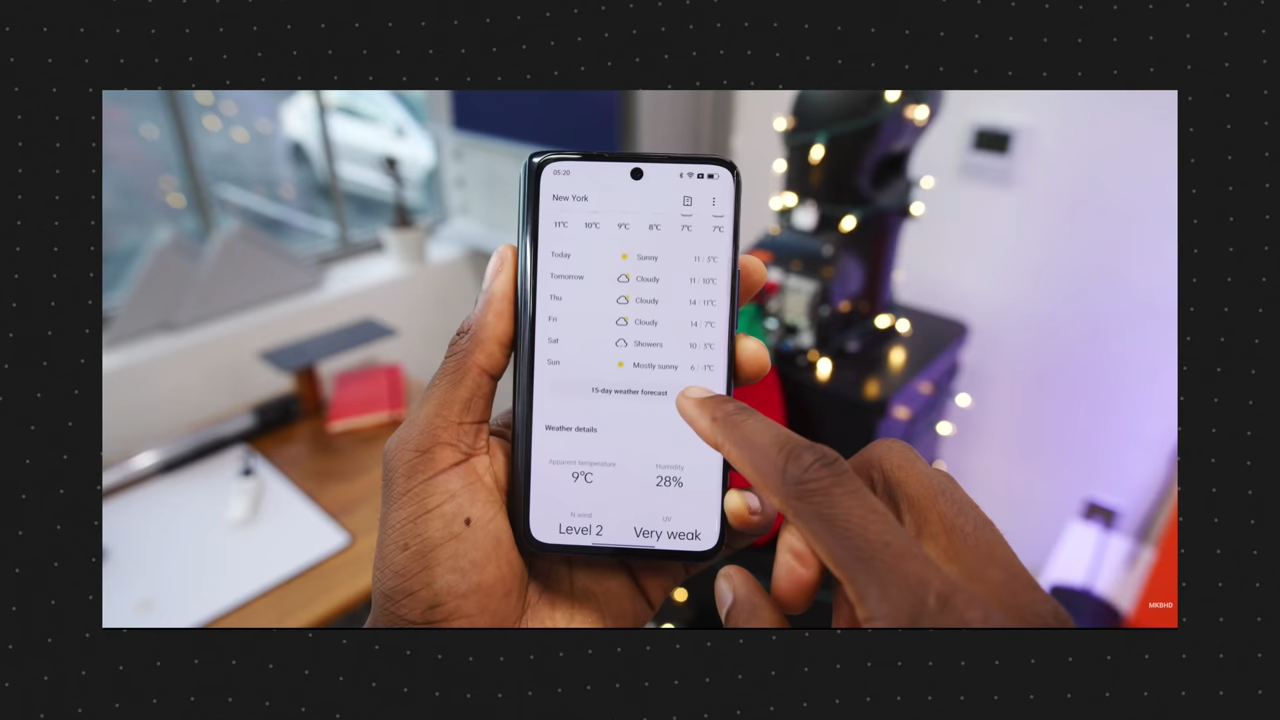 05:20
New York
11℃ 10℃ 9℃ 8℃ 7℃ 7℃
Today Sunny 11 / 3℃
Tomorrow Cloudy 11 / 10℃
Thu Cloudy 14 / 11℃
Fri Cloudy 14 / 7℃
Sat Showers 10 / 3℃
Sun Mostly sunny 6 / -1℃
15-day weather forecast
Weather details
Apparent temperature Humidity
9℃ 28%
N wind UV
Level 2 Very weak
MKBHD